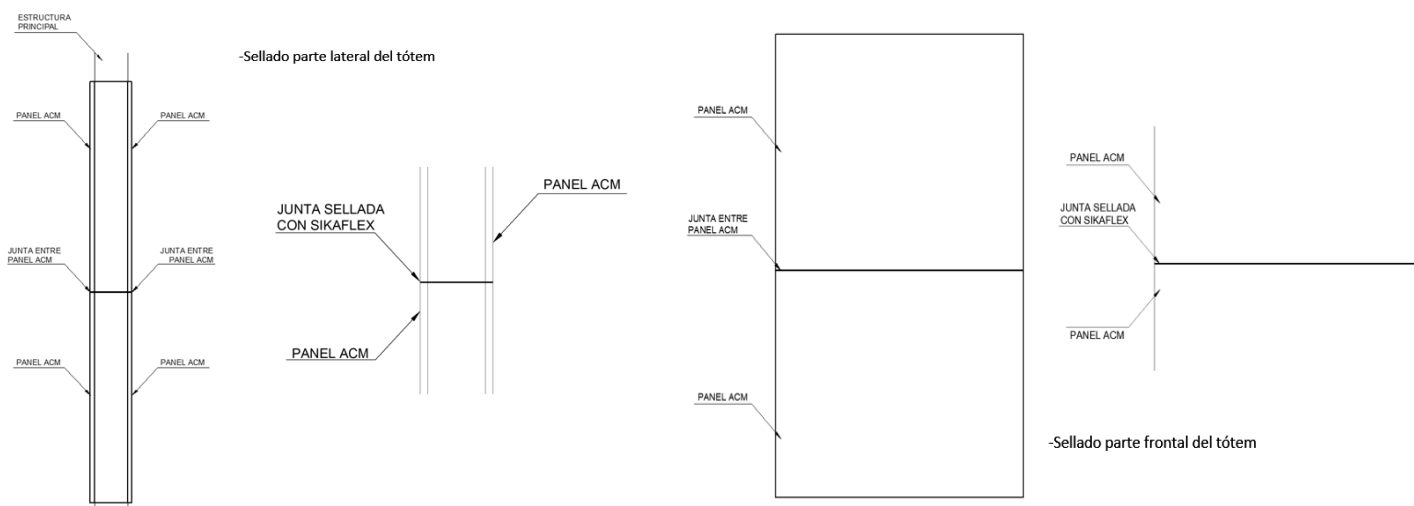 ESTRUCTURA
PRINCIPAL
-Sellado parte lateral del tótem
PANEL ACM
PANEL ACM
JUNTA ENTRE
PANEL ACM
JUNTA ENTRE
PANEL ACM
PANEL ACM
PANEL ACM
PANEL ACM
JUNTA SELLADA
CON SIKAFLEX
PANEL ACM
PANEL ACM
JUNTA ENTRE
PANEL ACM
PANEL ACM
PANEL ACM
JUNTA SELLADA
CON SIKAFLEX
PANEL ACM
-Sellado parte frontal del tótem